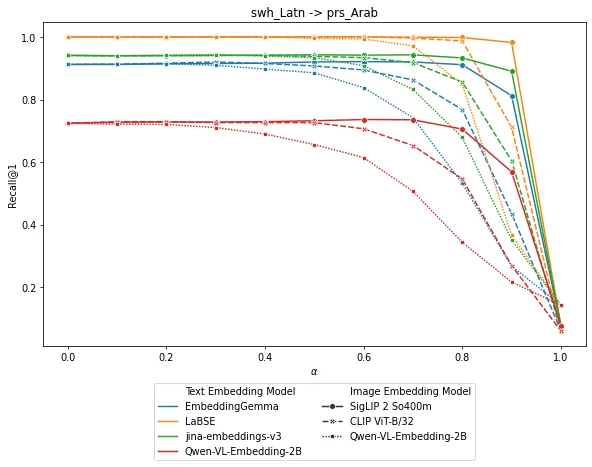 swh_Latn -> prs_Arab
Recall@1
1.0
0.8
0.6
0.4
0.2
0.0 0.2 0.4 0.6 0.8 1.0
α
Text Embedding Model
EmbeddingGemma
LaBSE
jina-embeddings-v3
Qwen-VL-Embedding-2B
Image Embedding Model
SigLIP 2 So400m
CLIP ViT-B/32
Qwen-VL-Embedding-2B